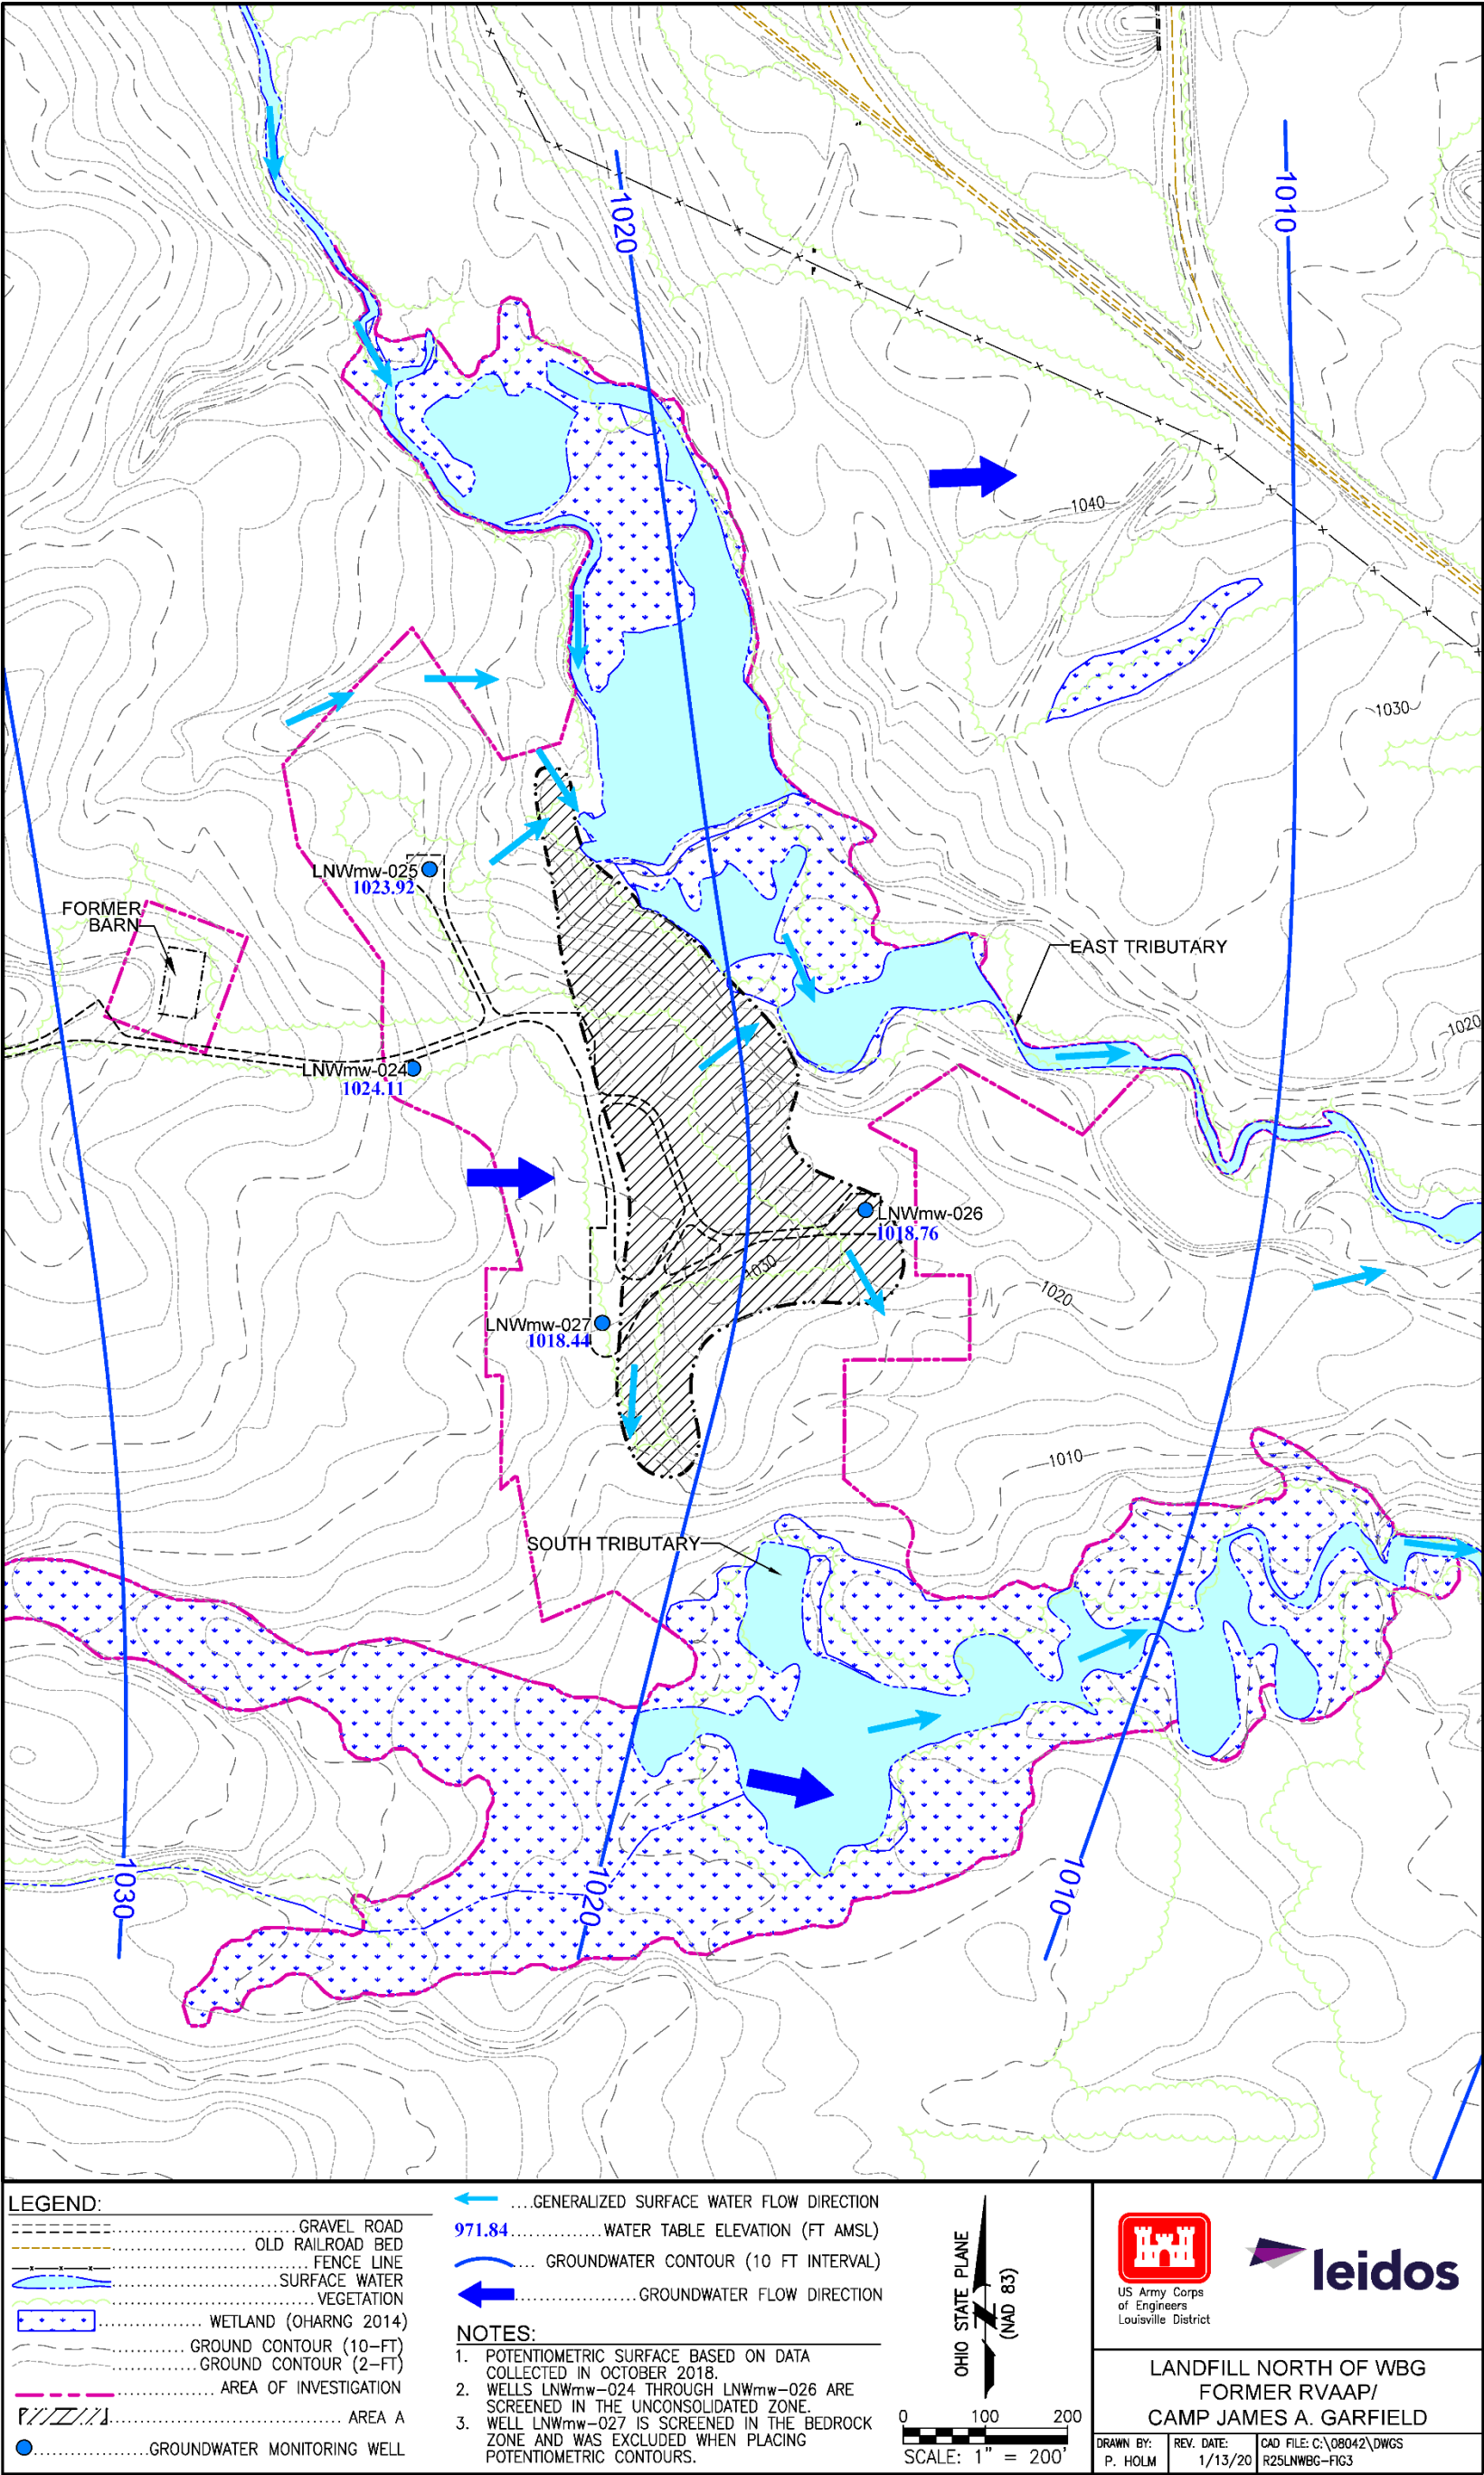 1020
1010
1040
1030
LNWmw-025
1023.92
FORMER
BARN
EAST TRIBUTARY
1020
LNWmw-024
1024.11
LNWmw-026
1018.76
1030
1020
LNWmw-027
1018.44
1010
SOUTH TRIBUTARY
1030
1020
1010
LEGEND:
GRAVEL ROAD
OLD RAILROAD BED
FENCE LINE
SURFACE WATER
VEGETATION
WETLAND (OHARNG 2014)
GROUND CONTOUR (10-FT)
GROUND CONTOUR (2-FT)
AREA OF INVESTIGATION
AREA A
GROUNDWATER MONITORING WELL
GENERALIZED SURFACE WATER FLOW DIRECTION
971.84 WATER TABLE ELEVATION (FT AMSL)
GROUNDWATER CONTOUR (10 FT INTERVAL)
GROUNDWATER FLOW DIRECTION
NOTES:
1. POTENTIOMETRIC SURFACE BASED ON DATA
COLLECTED IN OCTOBER 2018.
2. WELLS LNWmw-024 THROUGH LNWmw-026 ARE
SCREENED IN THE UNCONSOLIDATED ZONE.
3. WELL LNWmw-027 IS SCREENED IN THE BEDROCK
ZONE AND WAS EXCLUDED WHEN PLACING
POTENTIOMETRIC CONTOURS.
OHIO STATE PLANE
(NAD 83)
0 100 200
SCALE: 1" = 200'
US Army Corps
of Engineers
Louisville District
leidos
LANDFILL NORTH OF WBG
FORMER RVAAP/
CAMP JAMES A. GARFIELD
DRAWN BY:
P. HOLM
REV. DATE:
1/13/20
CAD FILE: C:\08042\DWGS
R25LNWBG-FIG3